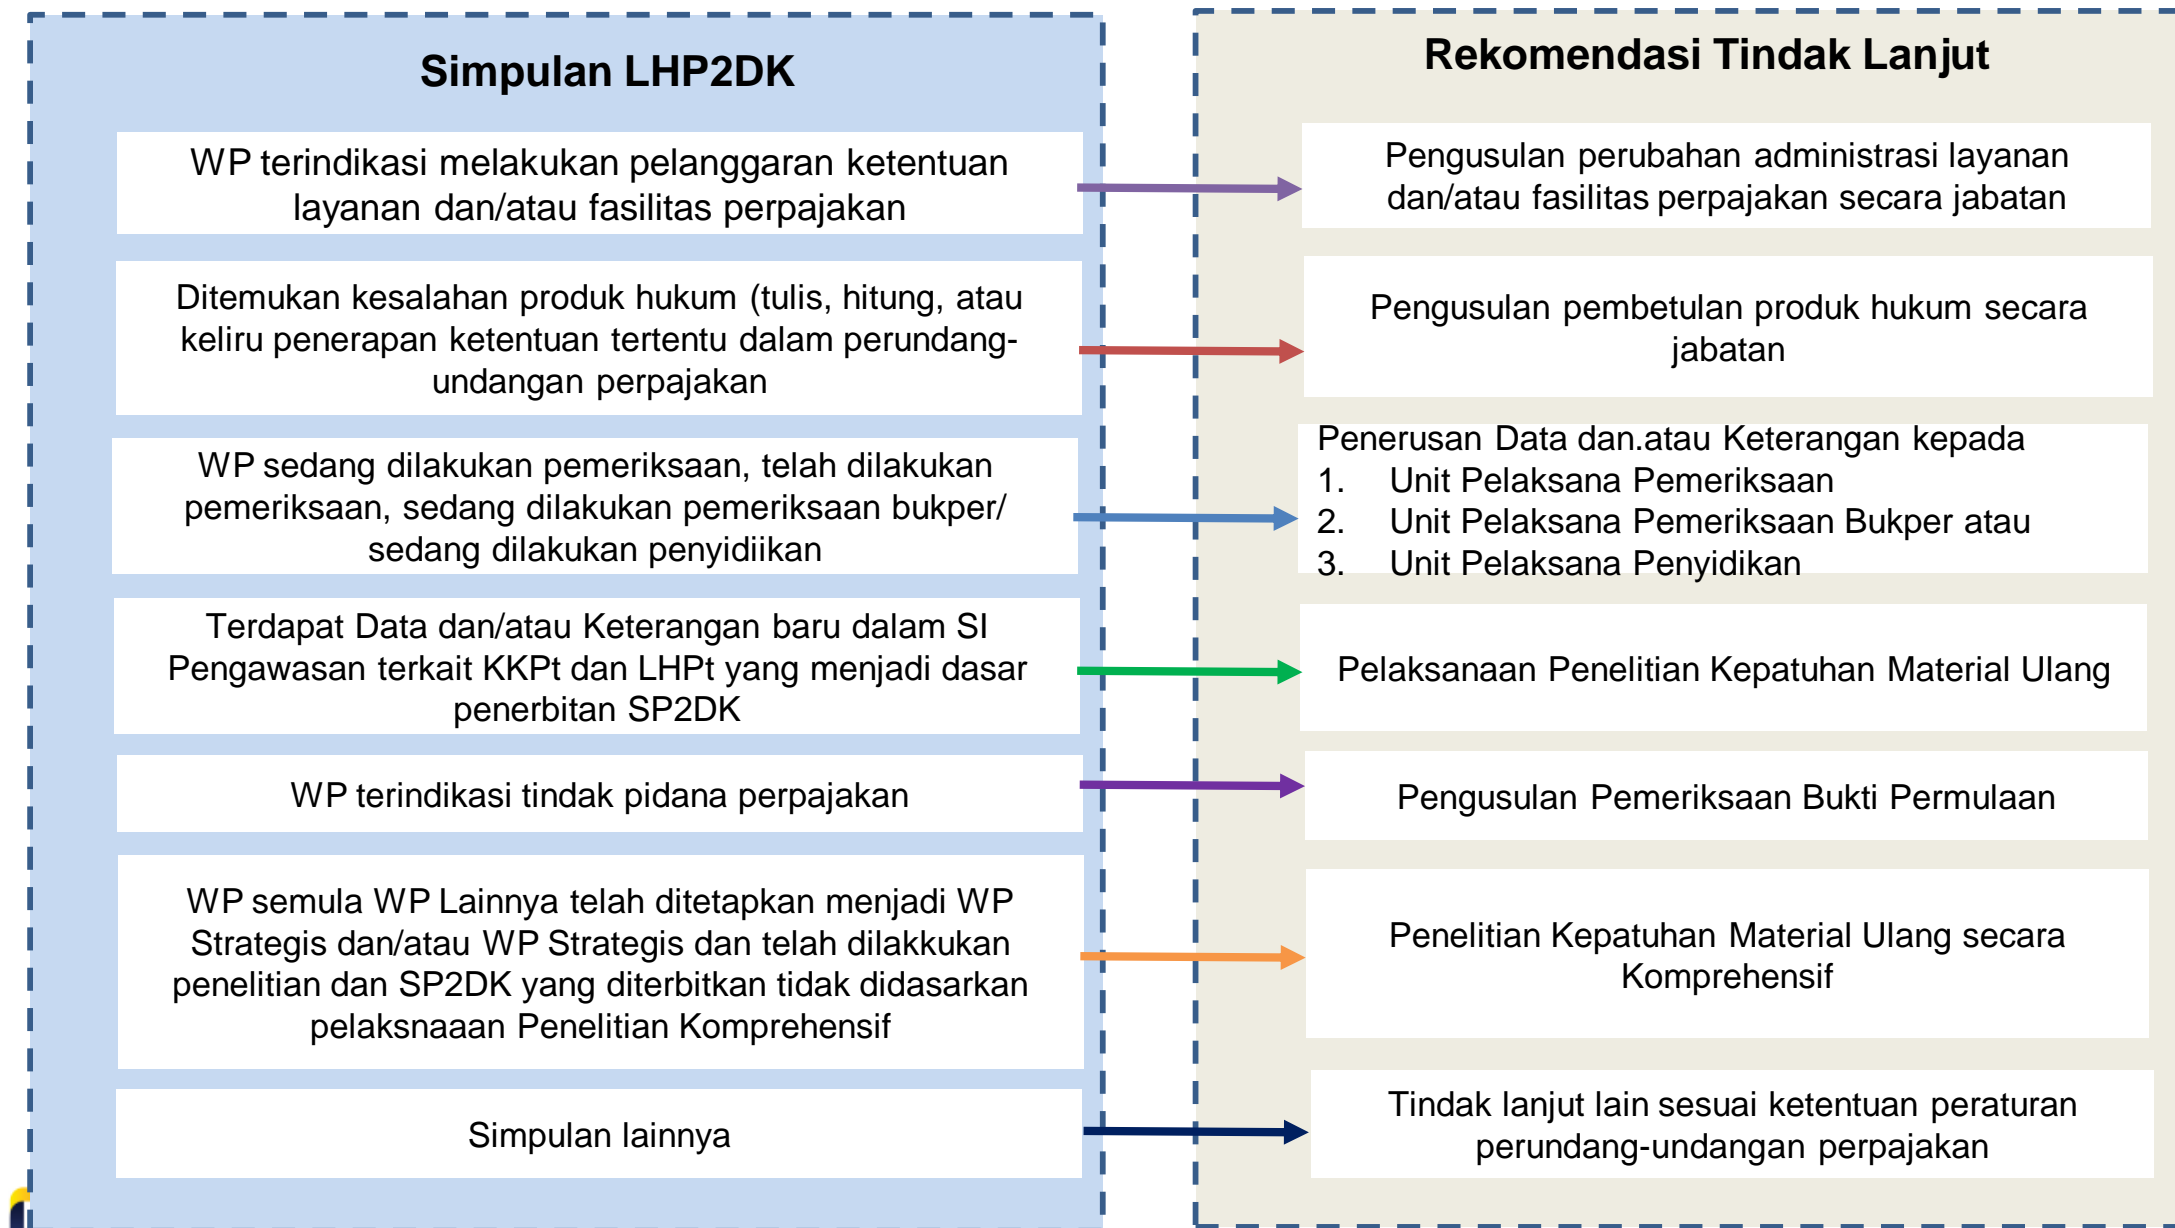 Simpulan LHP2DK
WP terindikasi melakukan pelanggaran ketentuan
layanan dan/atau fasilitas perpajakan
Ditemukan kesalahan produk hukum (tulis, hitung, atau
keliru penerapan ketentuan tertentu dalam perundang-
undangan perpajakan
WP sedang dilakukan pemeriksaan, telah dilakukan
pemeriksaan, sedang dilakukan pemeriksaan bukper/
sedang dilakukan penyidiikan
Terdapat Data dan/atau Keterangan baru dalam SI
Pengawasan terkait KKPt dan LHPt yang menjadi dasar
penerbitan SP2DK
WP terindikasi tindak pidana perpajakan
WP semula WP Lainnya telah ditetapkan menjadi WP
Strategis dan/atau WP Strategis dan telah dilakkukan
penelitian dan SP2DK yang diterbitkan tidak didasarkan
pelaksnaaan Penelitian Komprehensif
Simpulan lainnya
Rekomendasi Tindak Lanjut
Pengusulan perubahan administrasi layanan
dan/atau fasilitas perpajakan secara jabatan
Pengusulan pembetulan produk hukum secara
jabatan
Penerusan Data dan.atau Keterangan kepada
1. Unit Pelaksana Pemeriksaan
2. Unit Pelaksana Pemeriksaan Bukper atau
3. Unit Pelaksana Penyidikan
Pelaksanaan Penelitian Kepatuhan Material Ulang
Pengusulan Pemeriksaan Bukti Permulaan
Penelitian Kepatuhan Material Ulang secara
Komprehensif
Tindak lanjut lain sesuai ketentuan peraturan
perundang-undangan perpajakan